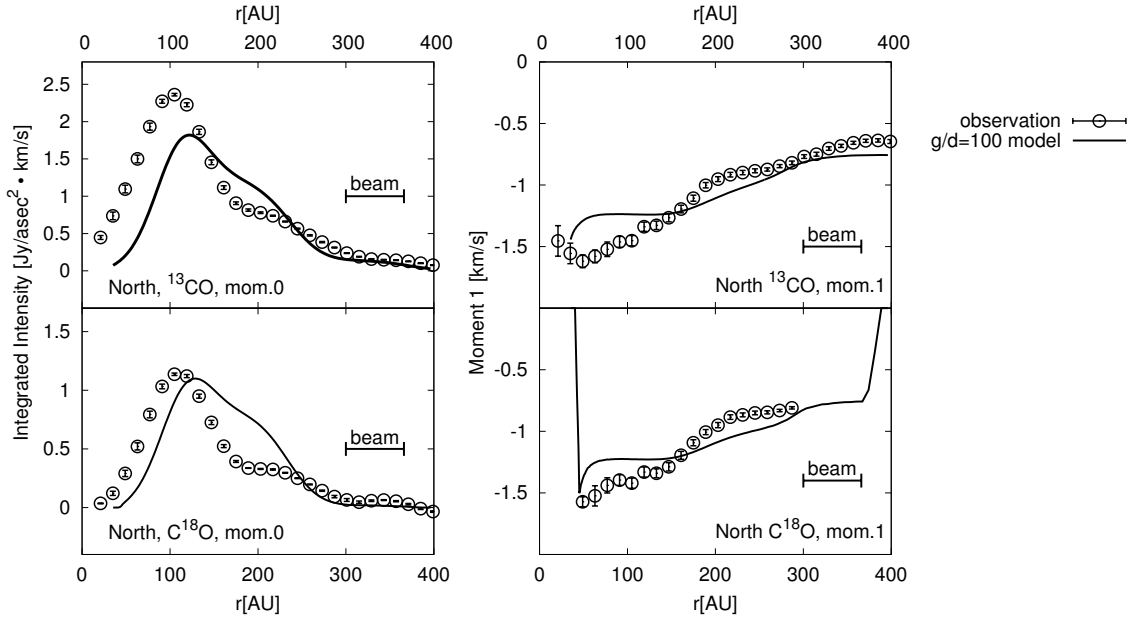 r[AU]
0 100 200 300 400
Integrated Intensity [Jy/asec² • km/s]
2.5
2
1.5
1
0.5
0
beam
North, ¹³CO, mom.0
1.5
1
0.5
0
beam
North, C¹⁸O, mom.0
0 100 200 300 400
r[AU]
r[AU]
0 100 200 300 400
Moment 1 [km/s]
0
-0.5
-1
-1.5
beam
North ¹³CO, mom.1
-0.5
-1
-1.5
beam
North C¹⁸O, mom.1
0 100 200 300 400
r[AU]
observation
g/d=100 model